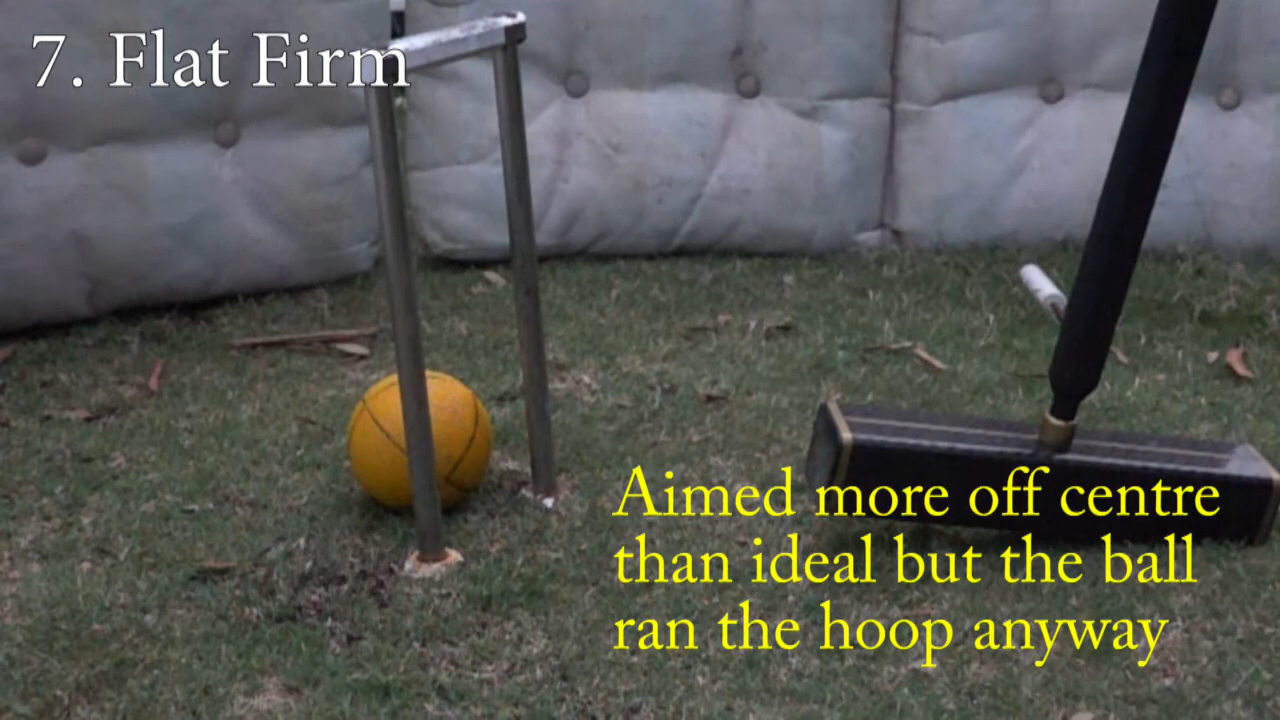 7. Flat Firm
Aimed more off centre
than ideal but the ball
ran the hoop anyway